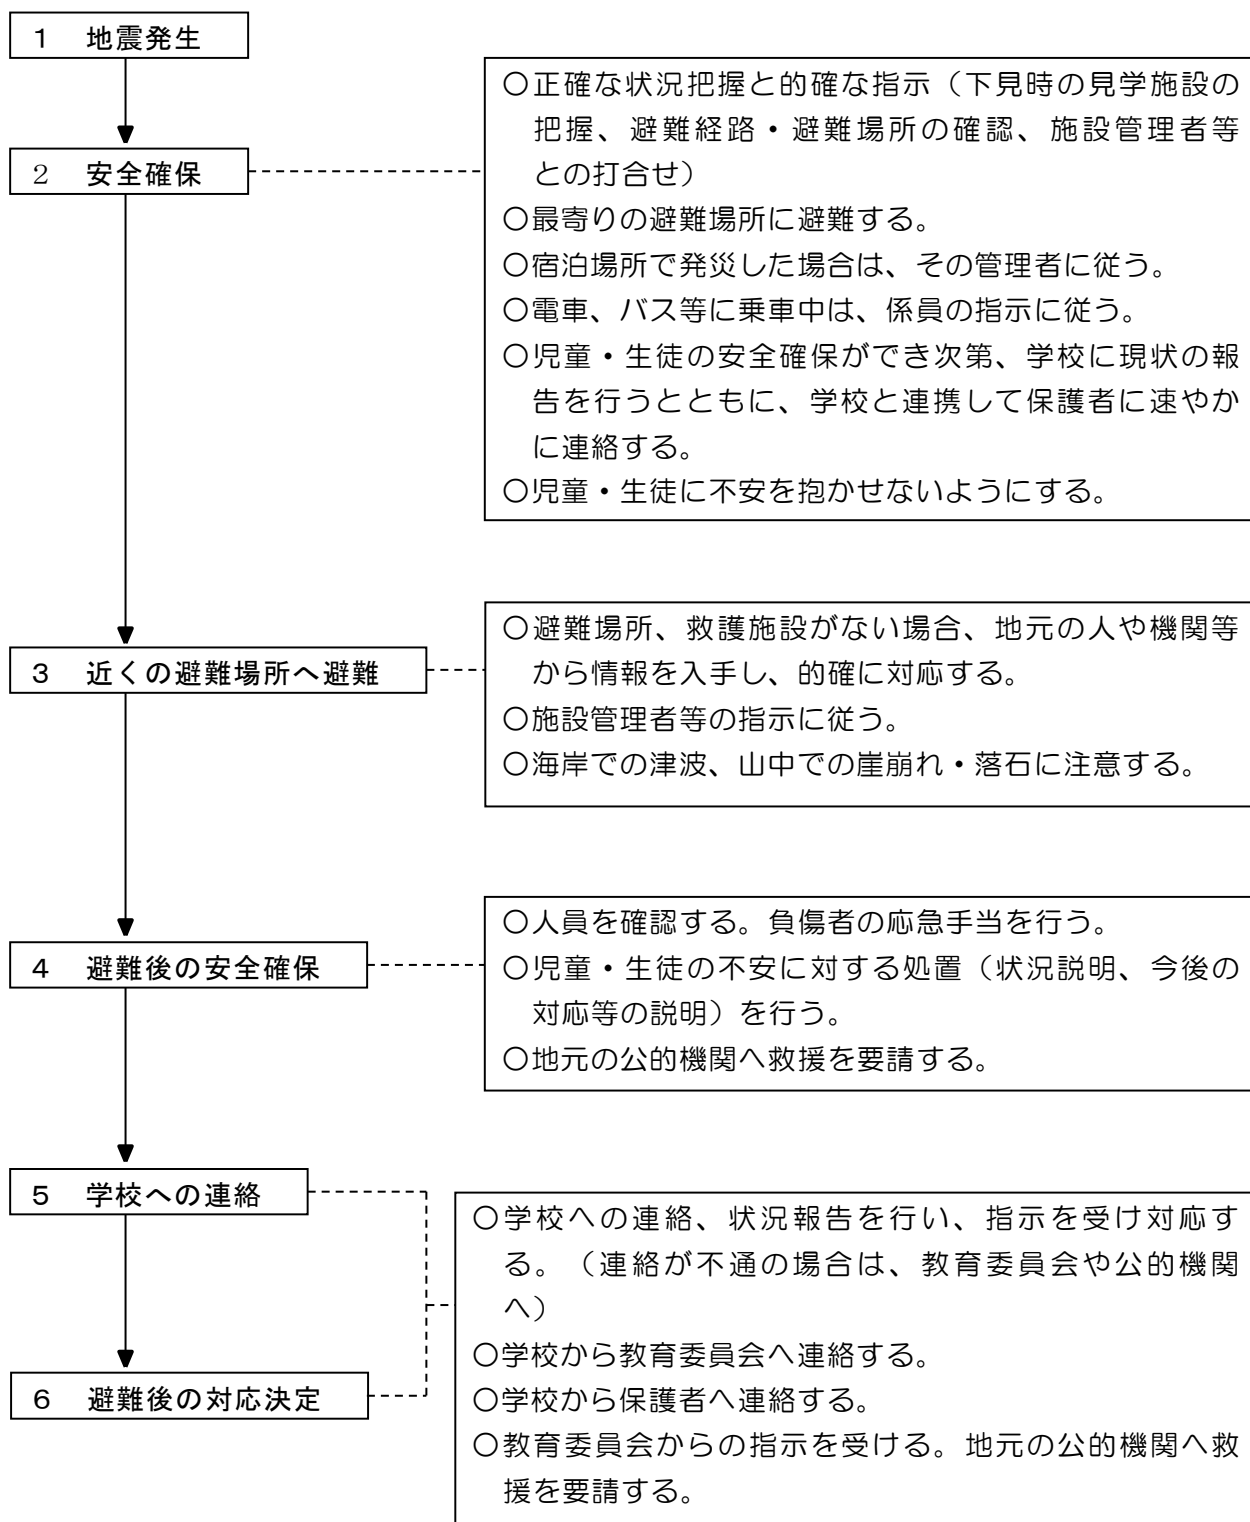 １　地震発生
２　安全確保
〇正確な状況把握と的確な指示（下見時の見学施設の
把握、避難経路・避難場所の確認、施設管理者等
との打合せ）
〇最寄りの避難場所に避難する。
〇宿泊場所で発災した場合は、その管理者に従う。
〇電車、バス等に乗車中は、係員の指示に従う。
〇児童・生徒の安全確保ができ次第、学校に現状の報
告を行うとともに、学校と連携して保護者に速やか
に連絡する。
〇児童・生徒に不安を抱かせないようにする。
３　近くの避難場所へ避難
〇避難場所、救護施設がない場合、地元の人や機関等
から情報を入手し、的確に対応する。
〇施設管理者等の指示に従う。
〇海岸での津波、山中での崖崩れ・落石に注意する。
４　避難後の安全確保
〇人員を確認する。負傷者の応急手当を行う。
〇児童・生徒の不安に対する処置（状況説明、今後の
対応等の説明）を行う。
〇地元の公的機関へ救援を要請する。
５　学校への連絡
６　避難後の対応決定
〇学校への連絡、状況報告を行い、指示を受け対応す
る。（連絡が不通の場合は、教育委員会や公的機関
へ）
〇学校から教育委員会へ連絡する。
〇学校から保護者へ連絡する。
〇教育委員会からの指示を受ける。地元の公的機関へ救
援を要請する。